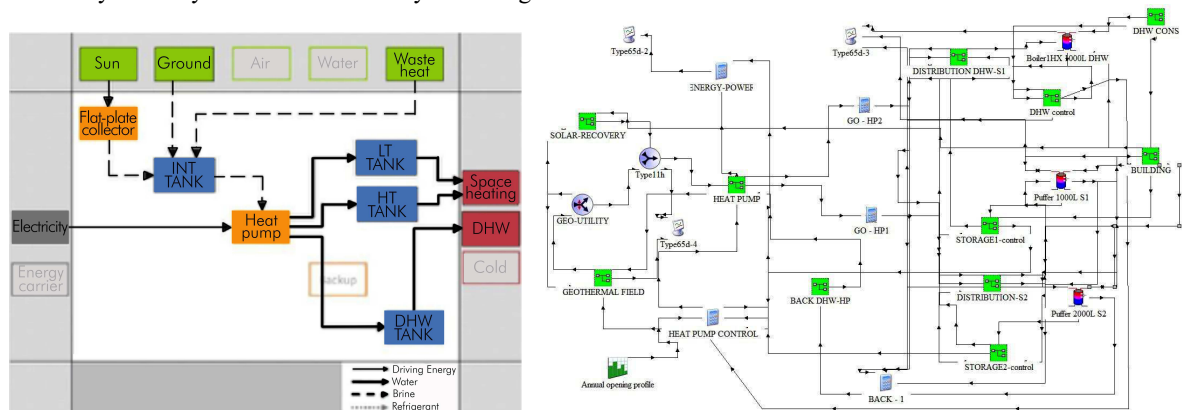 Sun
Ground
Air
Water
Waste
heat
Flat-plate
collector
INT
TANK
LT
TANK
HT
TANK
Space
heating
Electricity
Heat
pump
DHW
Energy
carrier
Cold
DHW
TANK
Driving Energy
Water
Brine
Refrigerant
Type65d-2
ENERGY-POWER
Type65d-3
DISTRIBUTION DHW-S1
Boiler1HX 1000L DHW
DHW CONS
DHW control
GO - HP2
SOLAR-RECOVERY
Type11h
HEAT PUMP
BUILDING
Puffer 1000L S1
GEO-UTILITY
Type65d-4
GO - HP1
STORAGE1-control
GEOTHERMAL FIELD
BACK DHW-HP
DISTRIBUTION-S2
Puffer 2000L S2
HEAT PUMP CONTROL
Annual opening profile
STORAGE2-control
BACK - 1